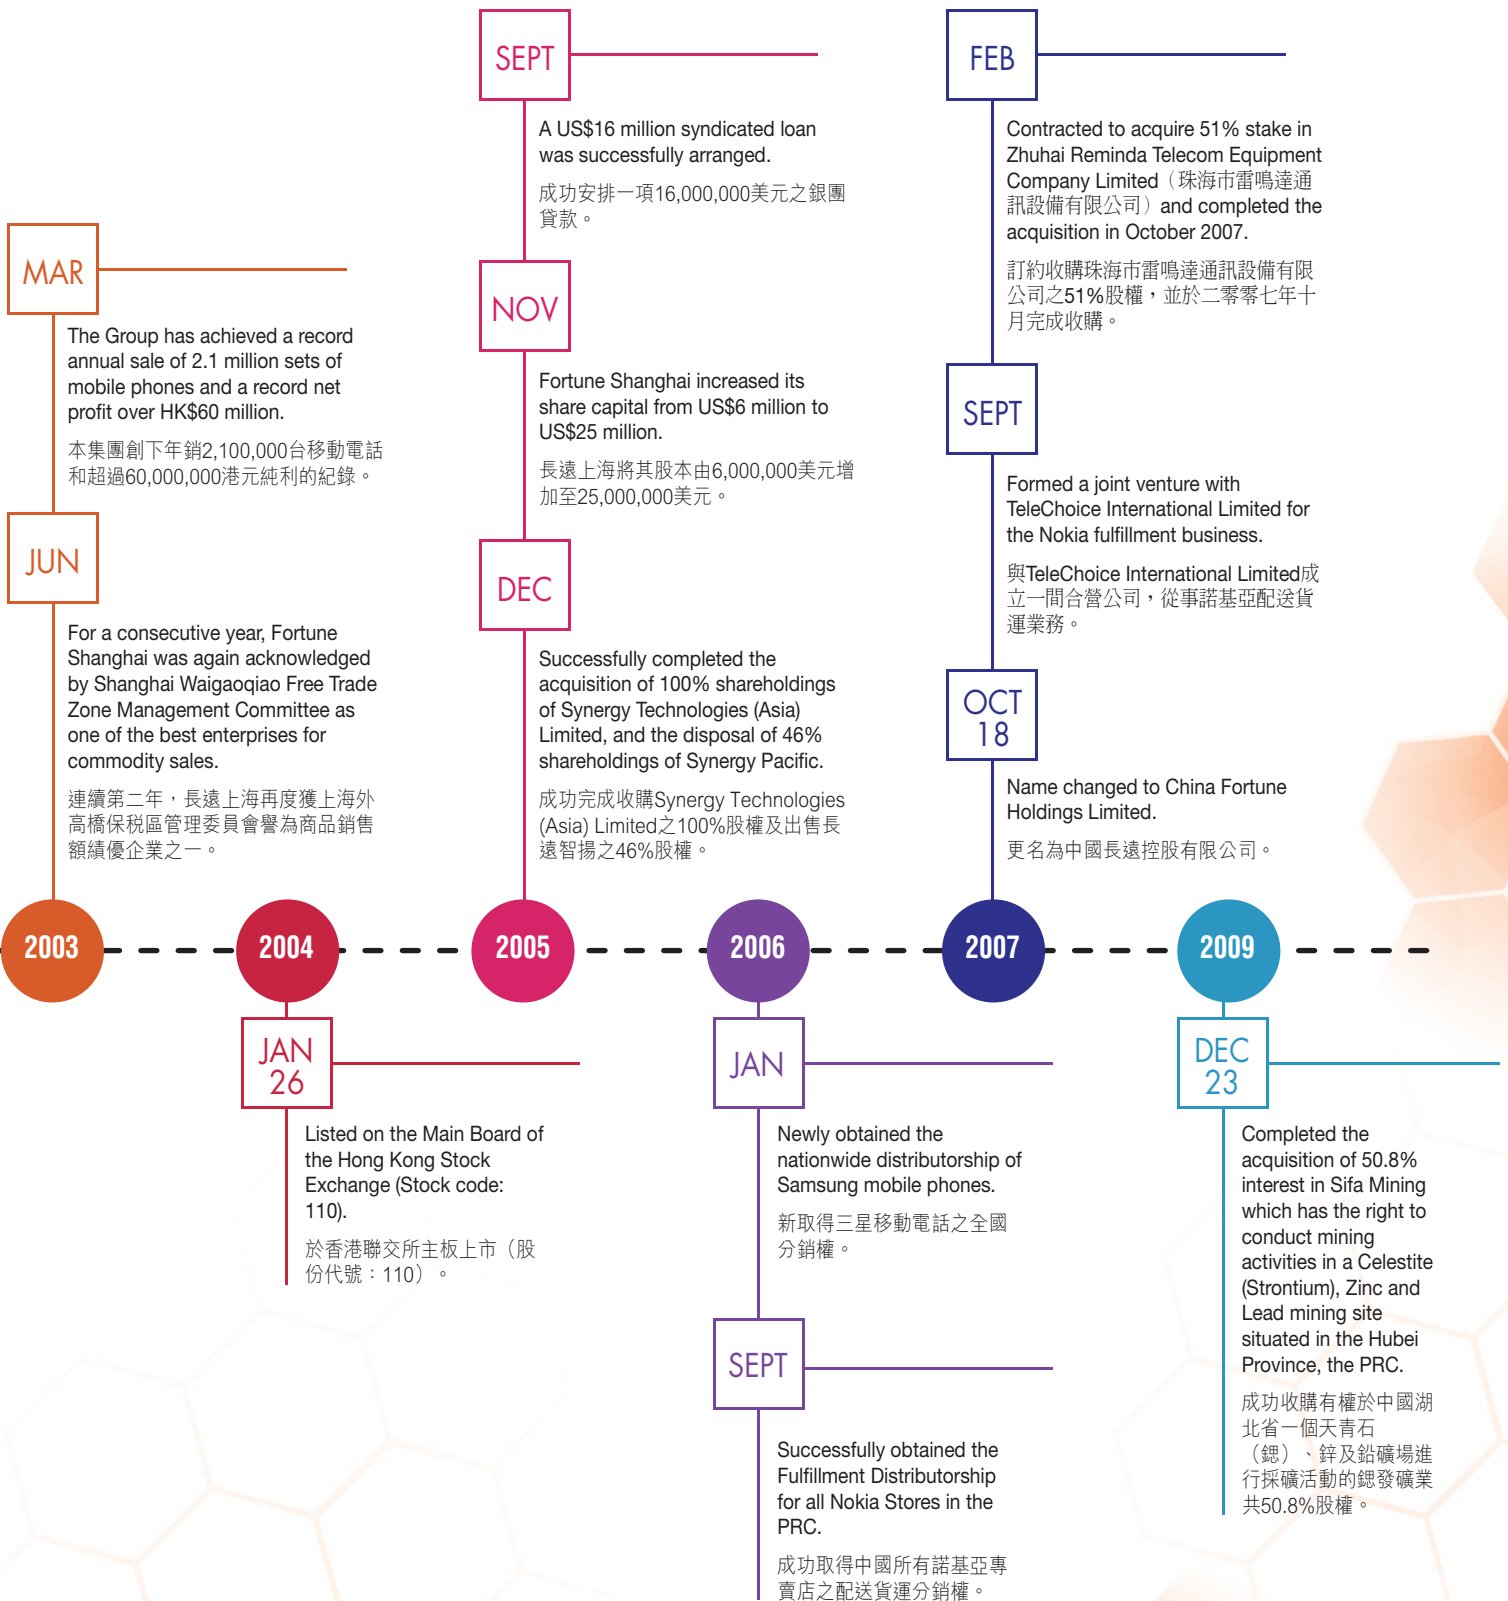 MAR
The Group has achieved a record
annual sale of 2.1 million sets of
mobile phones and a record net
profit over HK$60 million.
本集團創下年銷2,100,000台移動電話
和超過60,000,000港元純利的紀錄。
JUN
For a consecutive year, Fortune
Shanghai was again acknowledged
by Shanghai Waigaoqiao Free Trade
Zone Management Committee as
one of the best enterprises for
commodity sales.
連續第二年，長遠上海再度獲上海外
高橋保税區管理委員會譽為商品銷售
額績優企業之一。
2003
2004
JAN
26
Listed on the Main Board of
the Hong Kong Stock
Exchange (Stock code:
110).
於香港聯交所主板上市（股
份代號：110）。
SEPT
A US$16 million syndicated loan
was successfully arranged.
成功安排一項16,000,000美元之銀團
貸款。
NOV
Fortune Shanghai increased its
share capital from US$6 million to
US$25 million.
長遠上海將其股本由6,000,000美元增
加至25,000,000美元。
DEC
Successfully completed the
acquisition of 100% shareholdings
of Synergy Technologies (Asia)
Limited, and the disposal of 46%
shareholdings of Synergy Pacific.
成功完成收購Synergy Technologies
(Asia) Limited之100%股權及出售長
遠智揚之46%股權。
2005
2006
JAN
Newly obtained the
nationwide distributorship of
Samsung mobile phones.
新取得三星移動電話之全國
分銷權。
SEPT
Successfully obtained the
Fulfillment Distributorship
for all Nokia Stores in the
PRC.
成功取得中國所有諾基亞專
賣店之配送貨運分銷權。
FEB
Contracted to acquire 51% stake in
Zhuhai Reminda Telecom Equipment
Company Limited（珠海市雷鳴達通
訊設備有限公司）and completed the
acquisition in October 2007.
訂約收購珠海市雷鳴達通訊設備有限
公司之51%股權，並於二零零七年十
月完成收購。
SEPT
Formed a joint venture with
TeleChoice International Limited for
the Nokia fulfillment business.
與TeleChoice International Limited成
立一間合營公司，從事諾基亞配送貨
運業務。
OCT
18
Name changed to China Fortune
Holdings Limited.
更名為中國長遠控股有限公司。
2007
2009
DEC
23
Completed the
acquisition of 50.8%
interest in Sifa Mining
which has the right to
conduct mining
activities in a Celestite
(Strontium), Zinc and
Lead mining site
situated in the Hubei
Province, the PRC.
成功收購有權於中國湖
北省一個天青石
（鍶）、鋅及鉛礦場進
行採礦活動的鍶發礦業
共50.8%股權。